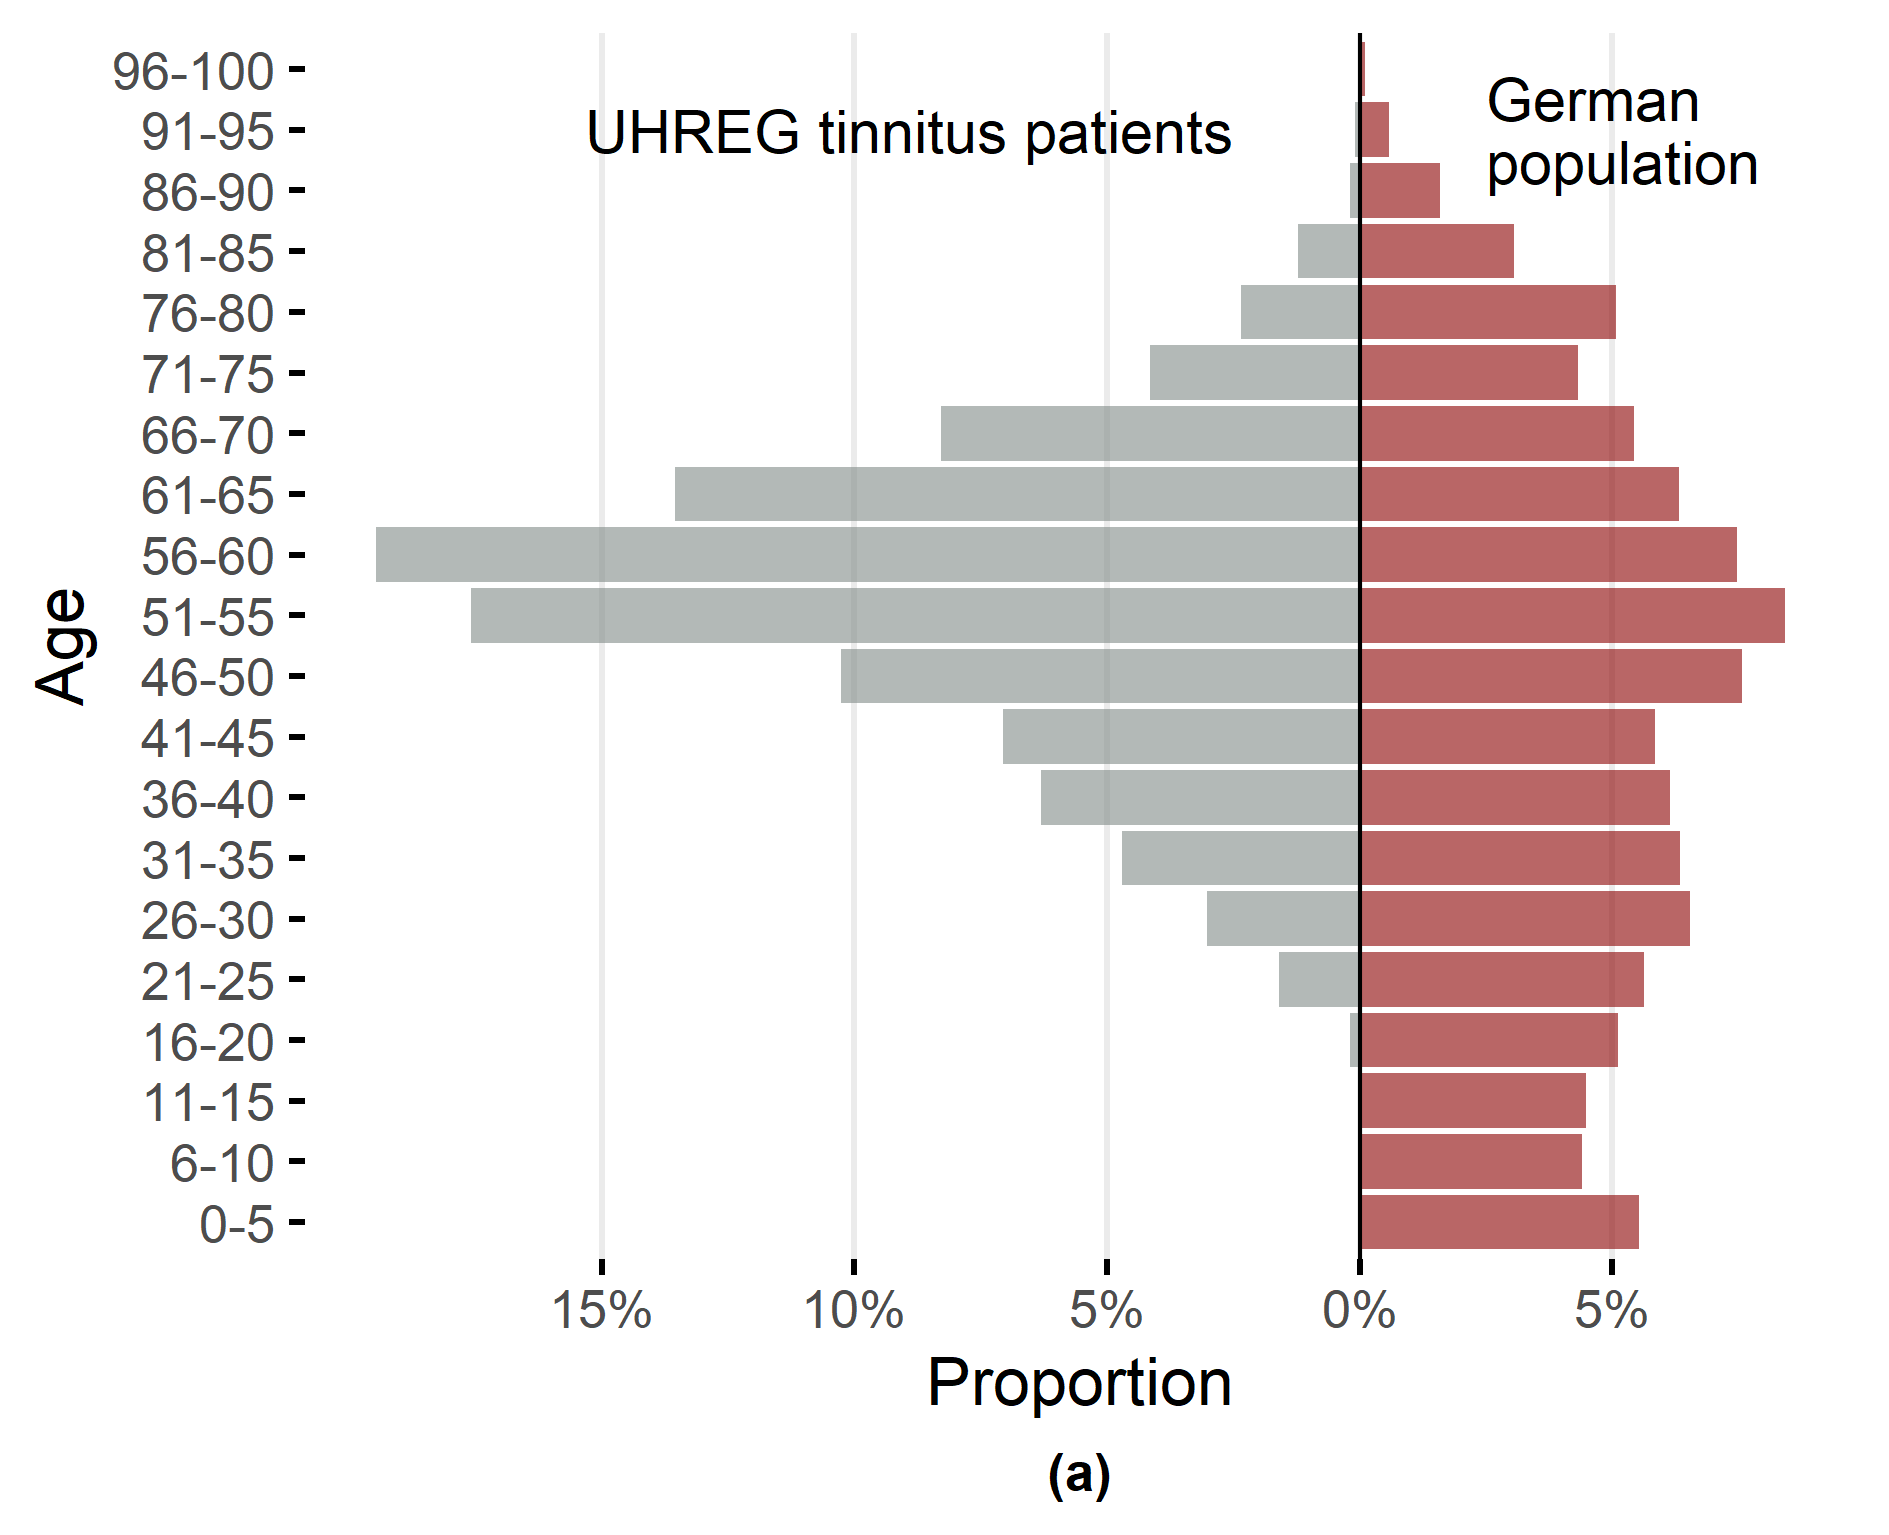 96-100
91-95
86-90
81-85
76-80
71-75
66-70
61-65
56-60
51-55
46-50
41-45
36-40
31-35
26-30
21-25
16-20
11-15
6-10
0-5
Age
UHREG tinnitus patients
German
population
15% 10% 5% 0% 5%
Proportion
(a)